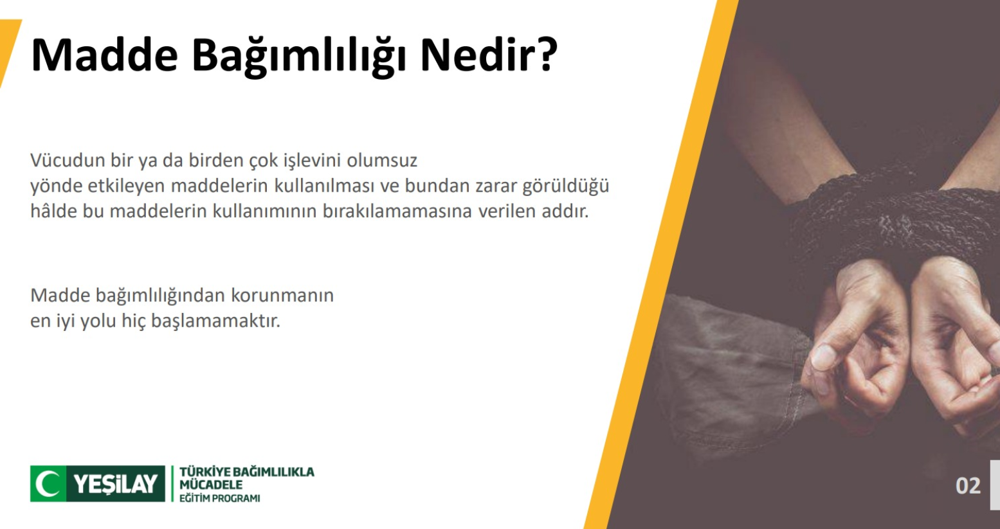 Madde Bağımlılığı Nedir?
Vücudun bir ya da birden çok işlevini olumsuz
yönde etkileyen maddelerin kullanılması ve bundan zarar görüldüğü
hâlde bu maddelerin kullanımının bırakılamamasına verilen addır.
Madde bağımlılığından korunmanın
en iyi yolu hiç başlamamaktır.
YEŞİLAY
TÜRKİYE BAĞIMLILIKLA
MÜCADELE
EĞİTİM PROGRAMI
02